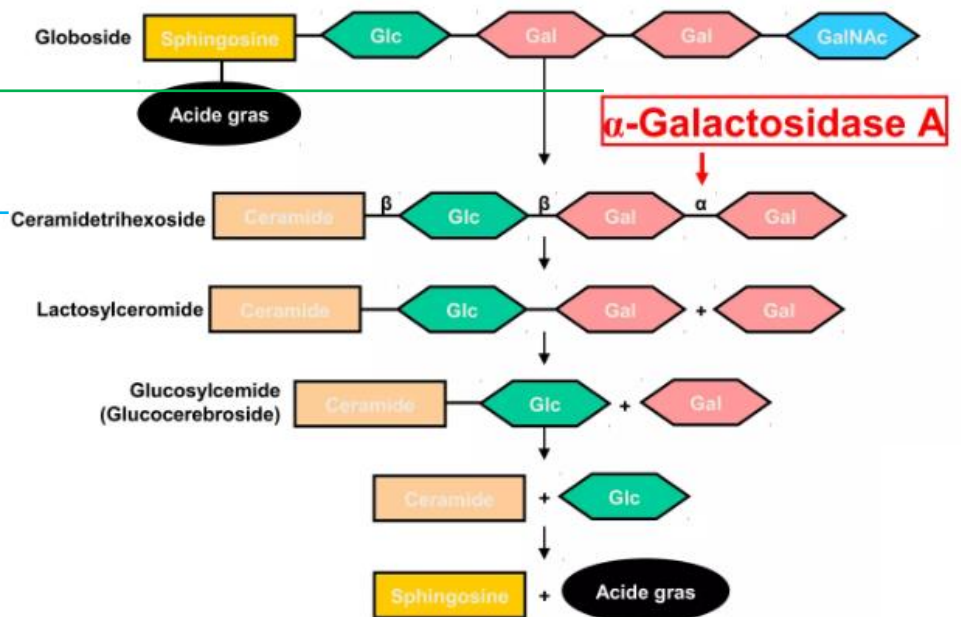 Globoside Sphingosine Glc Gal Gal GalNAc
Acide gras
α-Galactosidase A
Ceramidetrihexoside Ceramide β Glc β Gal α Gal
Lactosylceromide Ceramide Glc Gal + Gal
Glucosylcemide
(Glucocerebroside) Ceramide Glc + Gal
Ceramide + Glc
Sphingosine + Acide gras